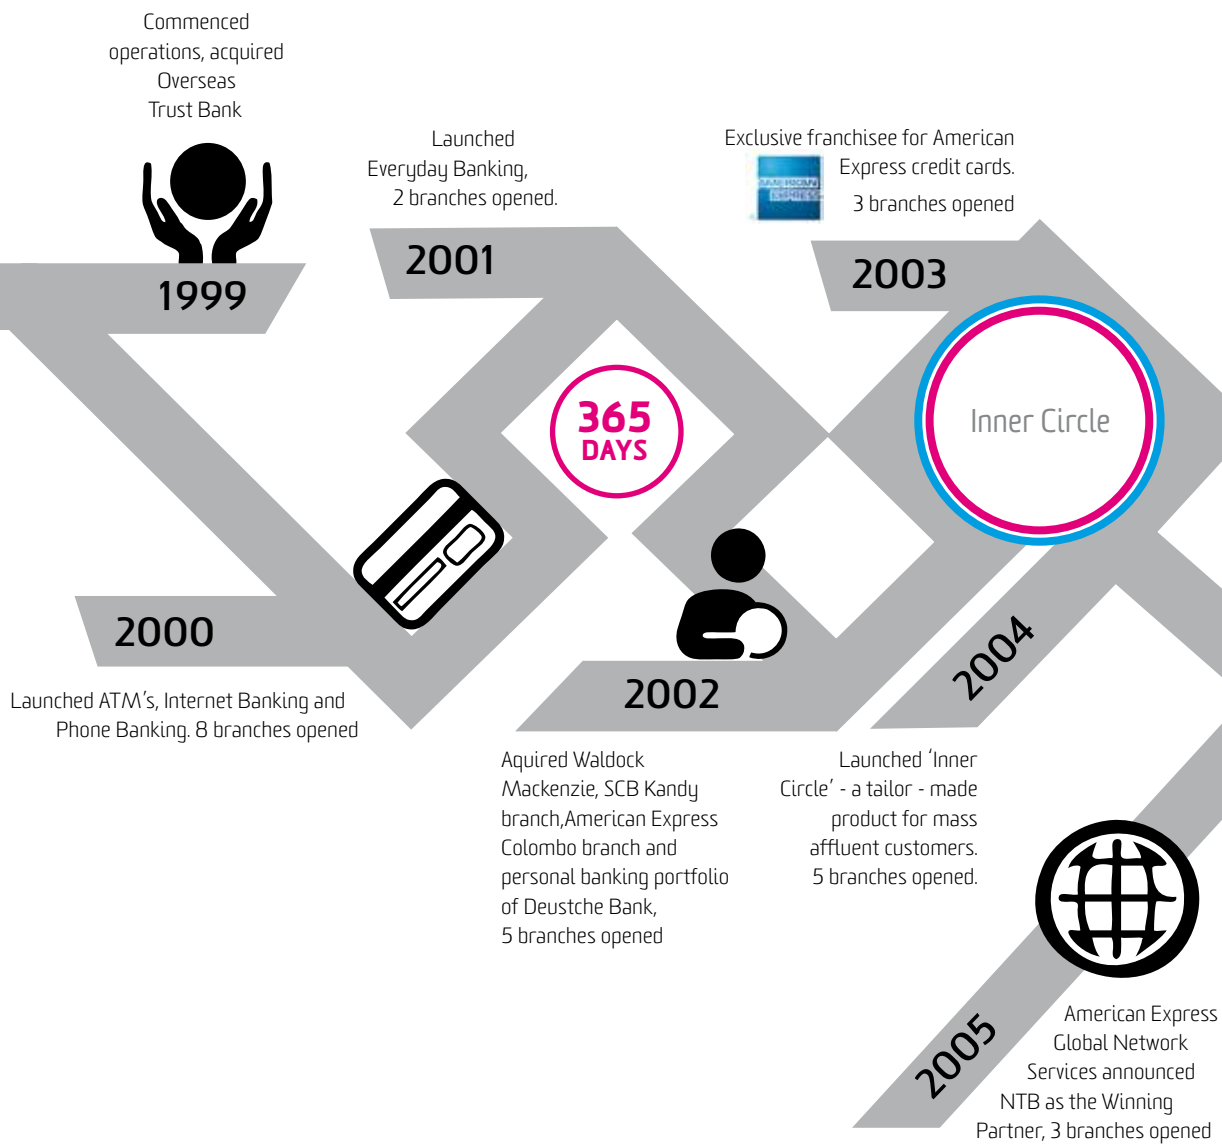 Commenced
operations, acquired
Overseas
Trust Bank
1999
2000
Launched ATM's, Internet Banking and
Phone Banking. 8 branches opened
Launched
Everyday Banking,
2 branches opened.
2001
365
DAYS
2002
Aquired Waldock
Mackenzie, SCB Kandy
branch,American Express
Colombo branch and
personal banking portfolio
of Deustche Bank,
5 branches opened
Exclusive franchisee for American
Express credit cards.
3 branches opened
AMERICAN
EXPRESS
2003
Inner Circle
2004
Launched ‘Inner
Circle’ - a tailor - made
product for mass
affluent customers.
5 branches opened.
2005
American Express
Global Network
Services announced
NTB as the Winning
Partner, 3 branches opened